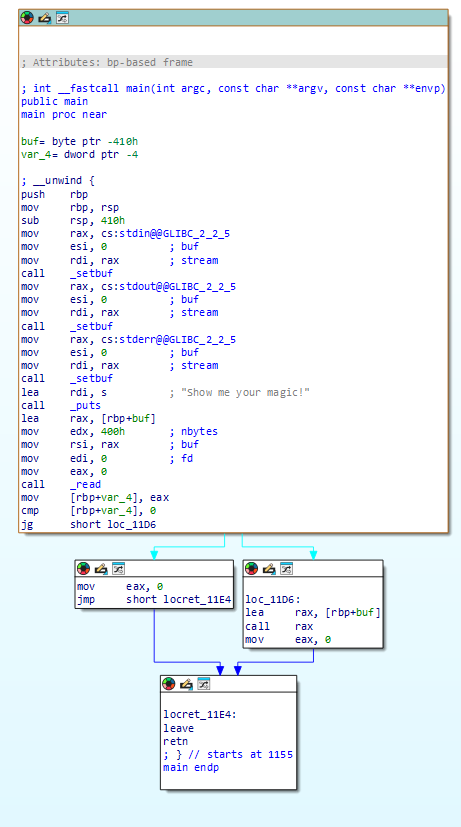 ; Attributes: bp-based frame
; int __fastcall main(int argc, const char **argv, const char **envp)
public main
main proc near
buf= byte ptr -410h
var_4= dword ptr -4
; __unwind {
push rbp
mov rbp, rsp
sub rsp, 410h
mov rax, cs:stdin@@GLIBC_2_2_5
mov esi, 0 ; buf
mov rdi, rax ; stream
call _setbuf
mov rax, cs:stdout@@GLIBC_2_2_5
mov esi, 0 ; buf
mov rdi, rax ; stream
call _setbuf
mov rax, cs:stderr@@GLIBC_2_2_5
mov esi, 0 ; buf
mov rdi, rax ; stream
call _setbuf
lea rdi, s ; "Show me your magic!"
call _puts
lea rax, [rbp+buf]
mov edx, 400h ; nbytes
mov rsi, rax ; buf
mov edi, 0 ; fd
mov eax, 0
call _read
mov [rbp+var_4], eax
cmp [rbp+var_4], 0
jg short loc_11D6
mov eax, 0
jmp short locret_11E4
loc_11D6:
lea rax, [rbp+buf]
call rax
mov eax, 0
locret_11E4:
leave
retn
; } // starts at 1155
main endp